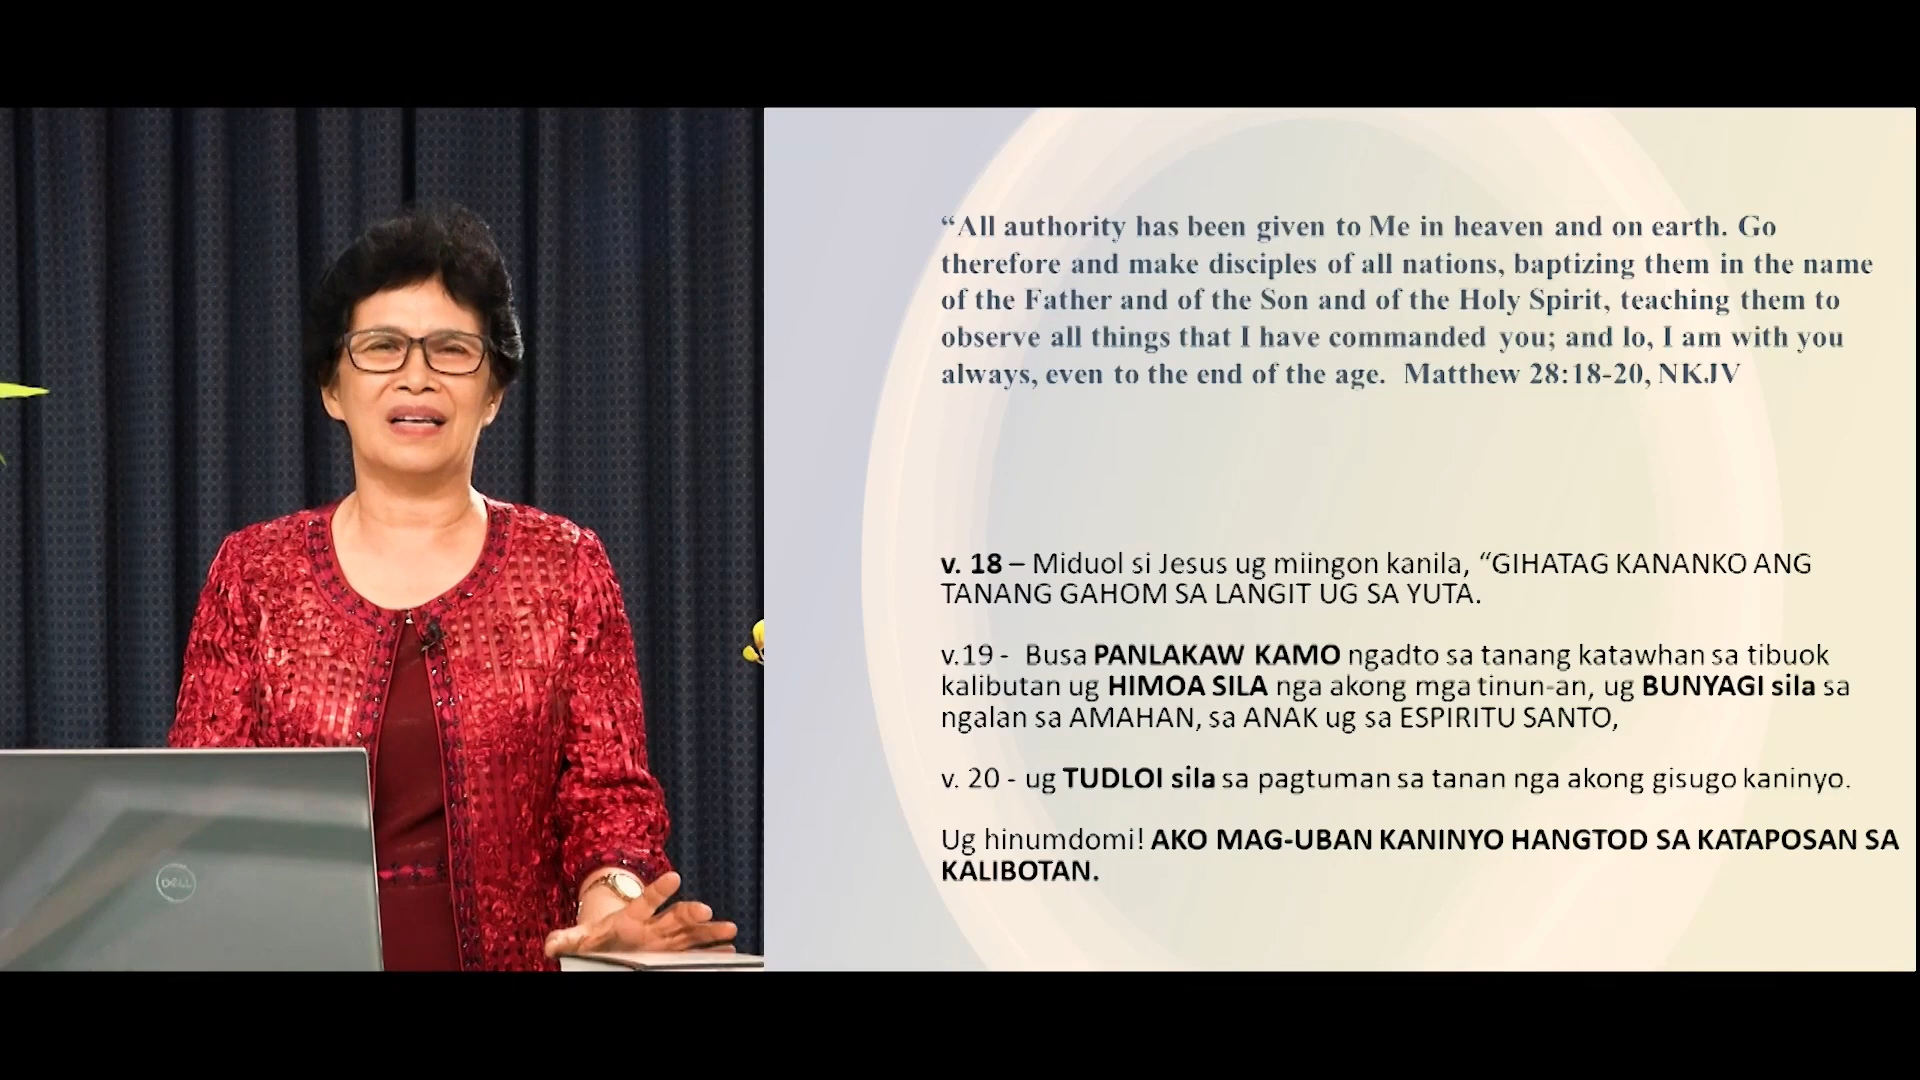 “All authority has been given to Me in heaven and on earth. Go
therefore and make disciples of all nations, baptizing them in the name
of the Father and of the Son and of the Holy Spirit, teaching them to
observe all things that I have commanded you; and lo, I am with you
always, even to the end of the age. Matthew 28:18-20, NKJV
v. 18 – Miduol si Jesus ug miingon kanila, “GIHATAG KANANKO ANG
TANANG GAHOM SA LANGIT UG SA YUTA.
v.19 - Busa PANLAKAW KAMO ngadto sa tanang katawhan sa tibuok
kalibutan ug HIMOA SILA nga akong mga tinun-an, ug BUNYAGI sila sa
ngalan sa AMAHAN, sa ANAK ug sa ESPIRITU SANTO,
v. 20 - ug TUDLOI sila sa pagtuman sa tanan nga akong gisugo kaninyo.
Ug hinumdomi! AKO MAG-UBAN KANINYO HANGTOD SA KATAPOSAN SA
KALIBOTAN.
DELL